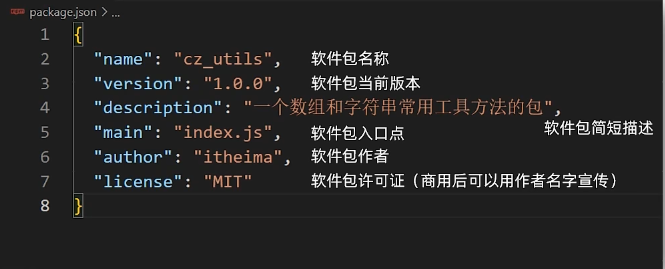 package.json > ...
1 {
2 "name": "cz_utils", 软件包名称
3 "version": "1.0.0", 软件包当前版本
4 "description": "一个数组和字符串常用工具方法的包",
软件包简短描述
5 "main": "index.js", 软件包入口点
6 "author": "itheima", 软件包作者
7 "license": "MIT" 软件包许可证（商用后可以用作者名字宣传）
8 }